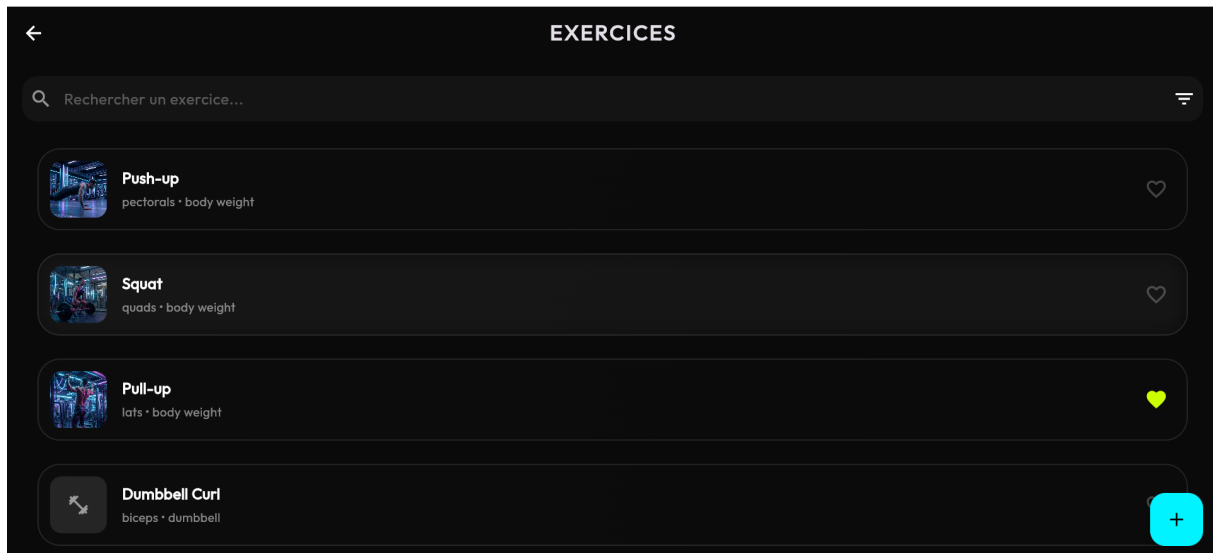 EXERCICES
Rechercher un exercice...
Push-up
pectorals • body weight
Squat
quads • body weight
Pull-up
lats • body weight
Dumbbell Curl
biceps • dumbbell